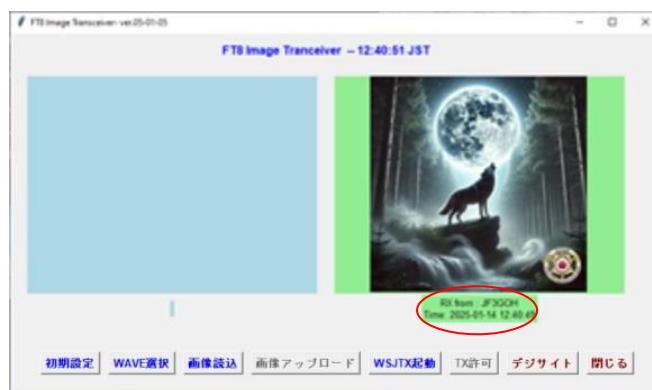 FT8 Image Tranceiver- ver.05-01-05
FT8 Image Tranceiver -- 12:40:51 JST
RX from : JF3GOH
Time: 2025-01-14 12:40:49
初期設定 WAVE選択 画像読込 画像アップロード WSJTX起動 TX許可 デジサイト 閉じる